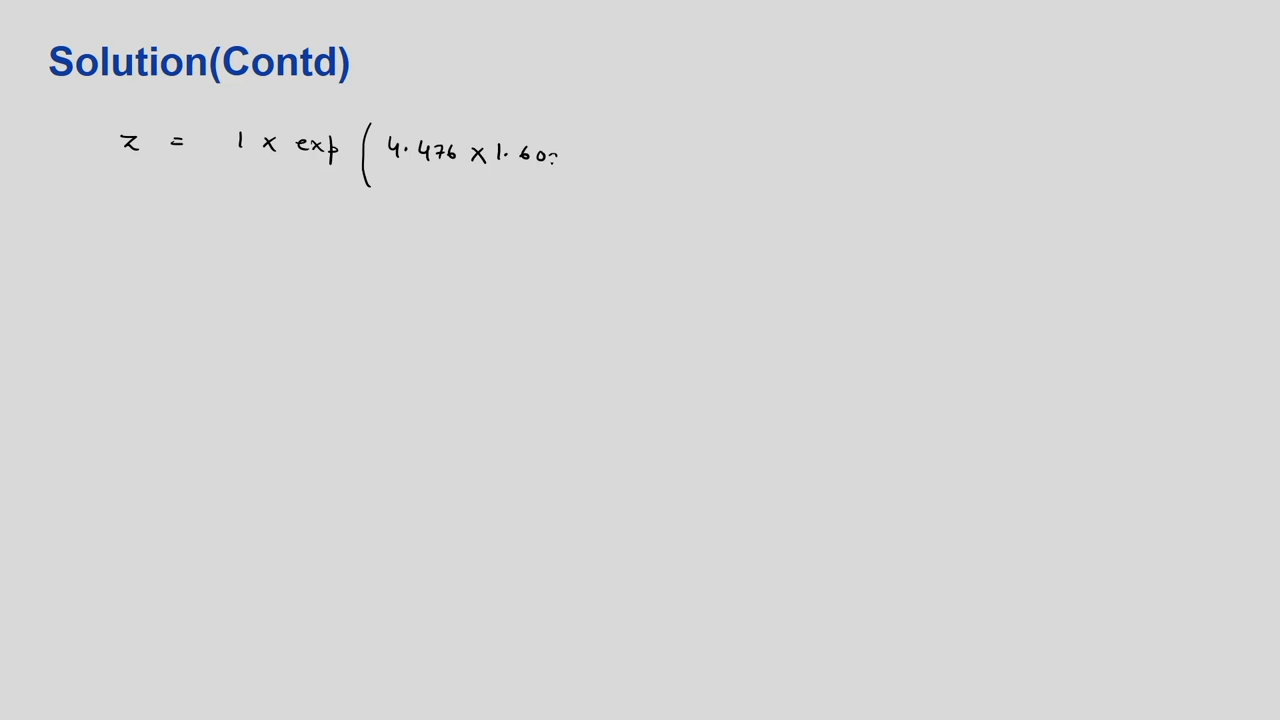 Solution(Contd)
z = 1 × exp ( 4.476 × 1.60